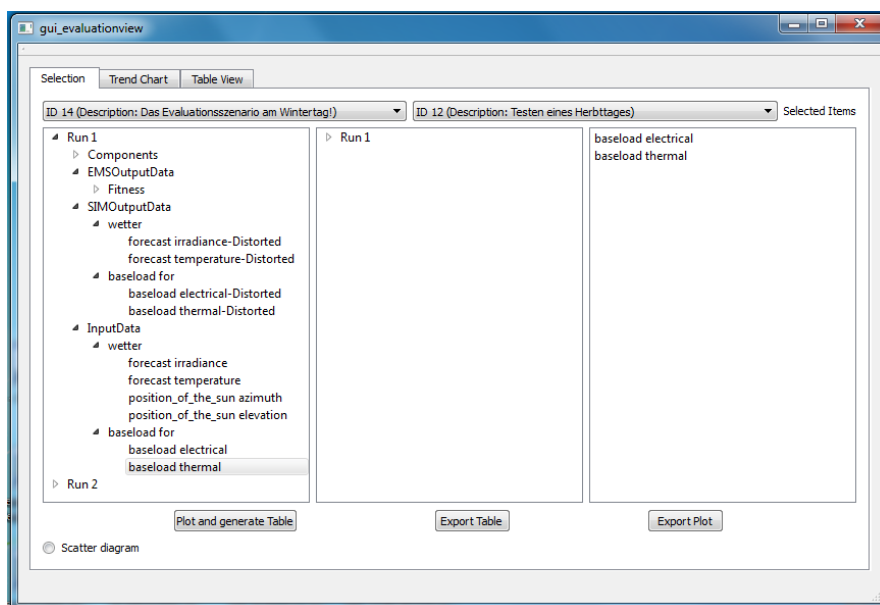 gui_evaluationview
Selection
Trend Chart
Table View
ID 14 (Description: Das Evaluationsszenario am Wintertag!)
ID 12 (Description: Testen eines Herbttages)
Selected Items
Run 1
Components
EMSOutputData
Fitness
SIMOutputData
wetter
forecast irradiance-Distorted
forecast temperature-Distorted
baseload for
baseload electrical-Distorted
baseload thermal-Distorted
InputData
wetter
forecast irradiance
forecast temperature
position_of_the_sun azimuth
position_of_the_sun elevation
baseload for
baseload electrical
baseload thermal
Run 2
Run 1
baseload electrical
baseload thermal
Plot and generate Table
Export Table
Export Plot
Scatter diagram